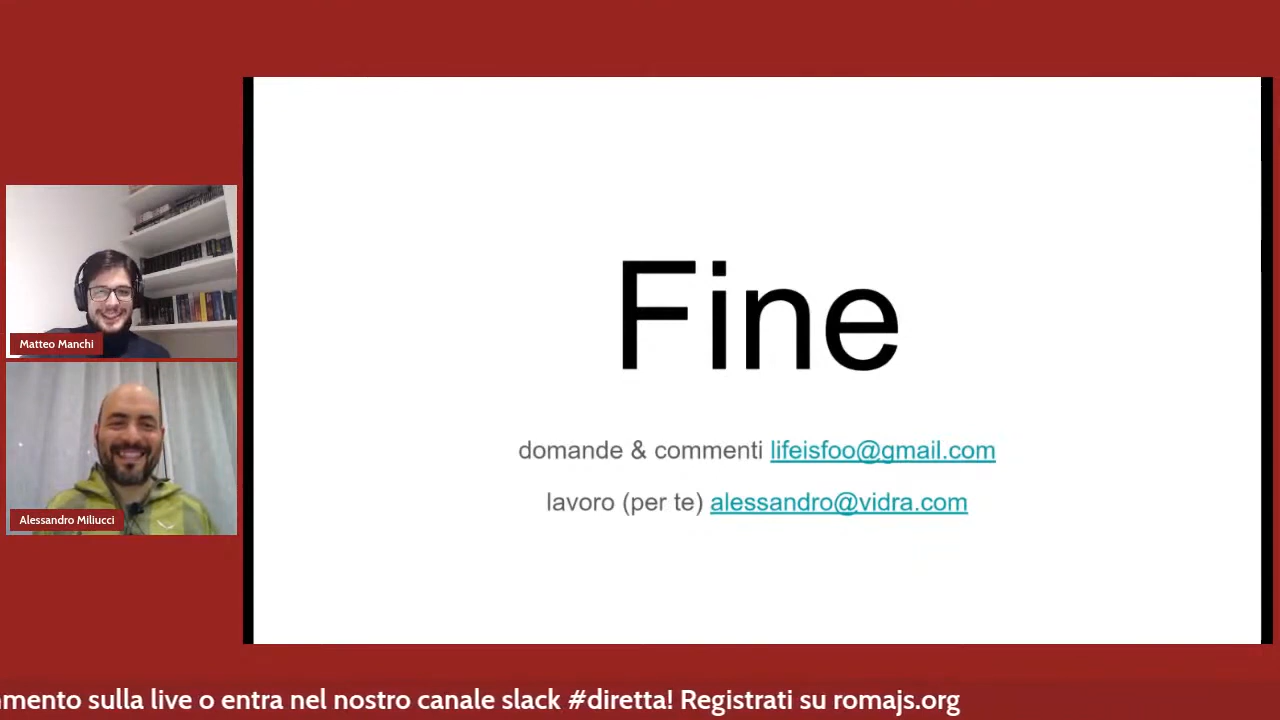 Matteo Manchi
Alessandro Miliucci
Fine
domande & commenti lifeisfoo@gmail.com
lavoro (per te) alessandro@vidra.com
sulla live o entra nel nostro canale slack #diretta! Registrati su romajs.org